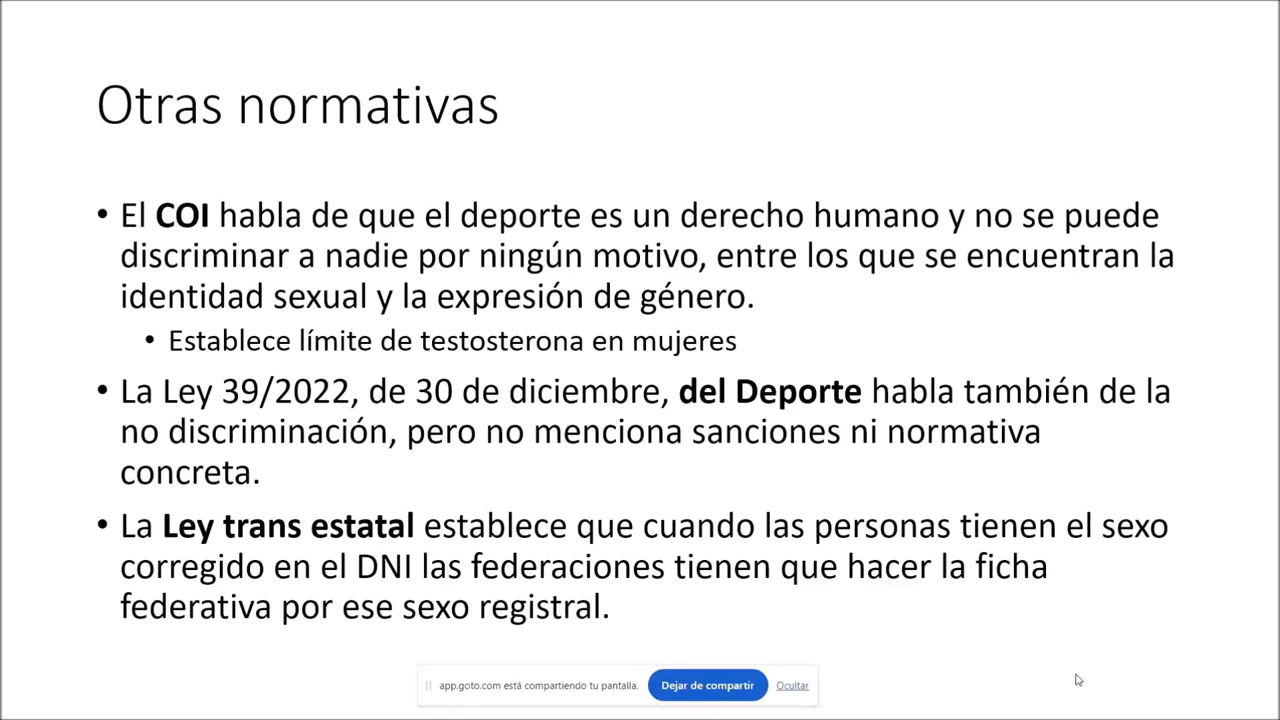 Otras normativas
• El COI habla de que el deporte es un derecho humano y no se puede
discriminar a nadie por ningún motivo, entre los que se encuentran la
identidad sexual y la expresión de género.
• Establece límite de testosterona en mujeres
• La Ley 39/2022, de 30 de diciembre, del Deporte habla también de la
no discriminación, pero no menciona sanciones ni normativa
concreta.
• La Ley trans estatal establece que cuando las personas tienen el sexo
corregido en el DNI las federaciones tienen que hacer la ficha
federativa por ese sexo registral.
app.goto.com está compartiendo tu pantalla. Dejar de compartir Ocultar